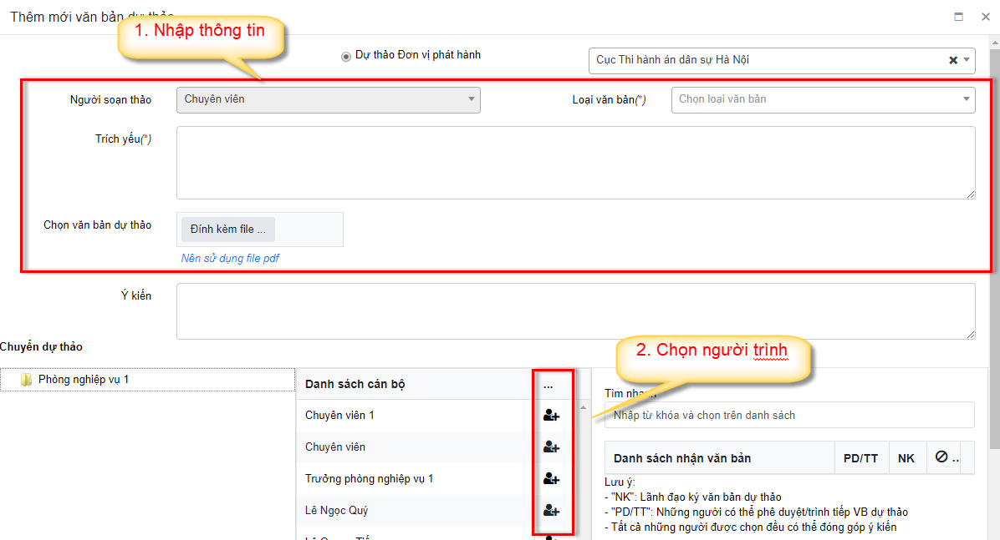 Thêm mới văn bản dự thảo
1. Nhập thông tin
Dự thảo Đơn vị phát hành
Cục Thi hành án dân sự Hà Nội
Người soạn thảo
Chuyên viên
Loại văn bản(*)
Chọn loại văn bản
Trích yếu(*)
Chọn văn bản dự thảo
Đính kèm file ...
Nên sử dụng file pdf
Ý kiến
Chuyển dự thảo
2. Chọn người trình
Phòng nghiệp vụ 1
Danh sách cán bộ
...
Chuyên viên 1
Chuyên viên
Trưởng phòng nghiệp vụ 1
Lê Ngọc Quý
Tìm nhanh
Nhập từ khóa và chọn trên danh sách
Danh sách nhận văn bản
PD/TT
NK
..
Lưu ý:
- "NK": Lãnh đạo ký văn bản dự thảo
- "PD/TT": Những người có thể phê duyệt/trình tiếp VB dự thảo
- Tất cả những người được chọn đều có thể đóng góp ý kiến